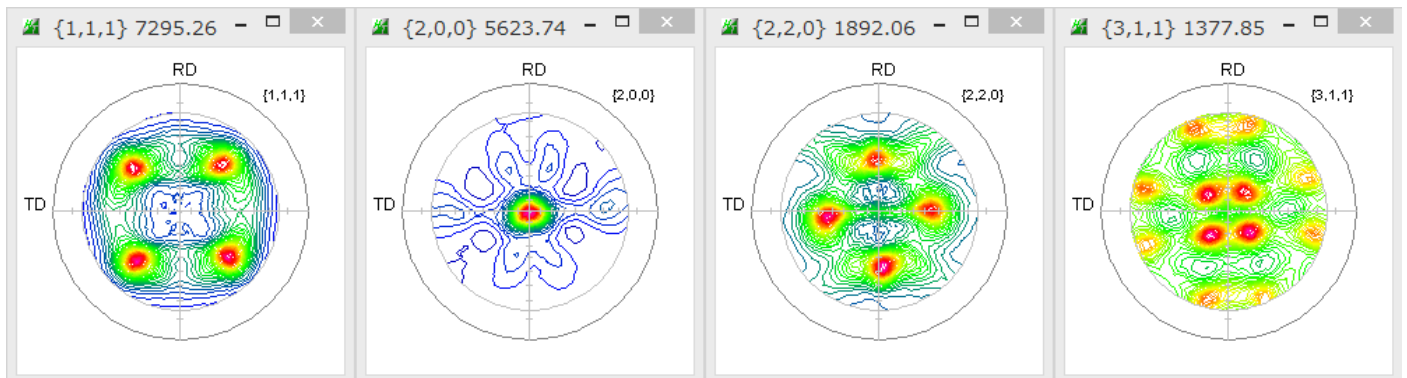 {1,1,1} 7295.26
RD
{1,1,1}
TD
{2,0,0} 5623.74
RD
{2,0,0}
TD
{2,2,0} 1892.06
RD
{2,2,0}
TD
{3,1,1} 1377.85
RD
{3,1,1}
TD